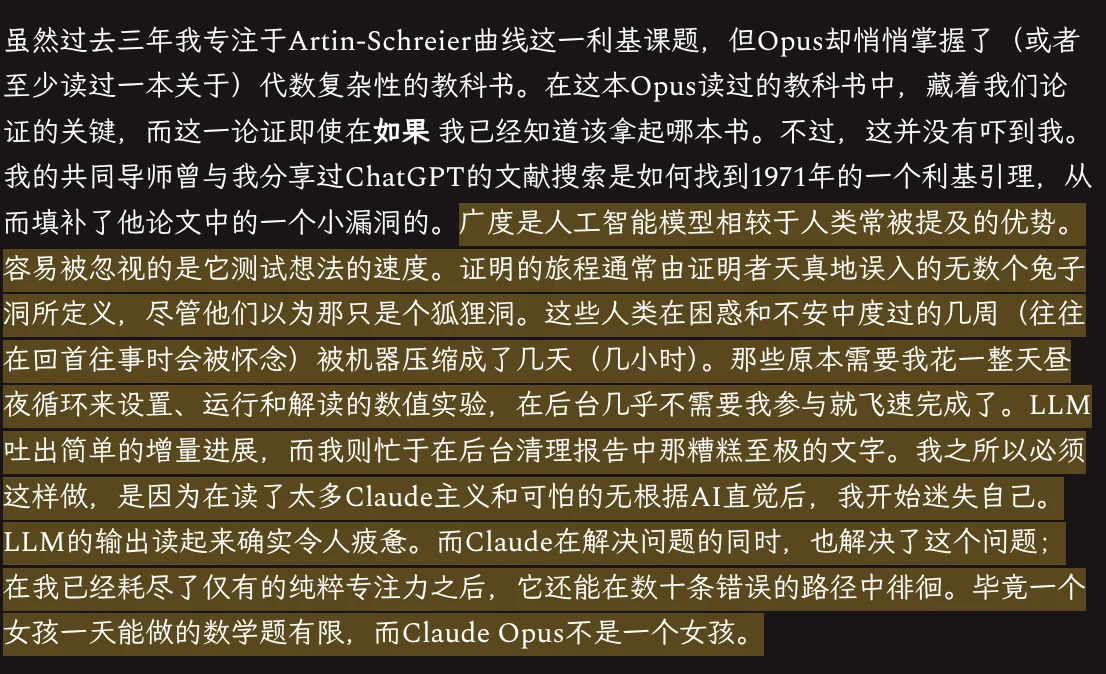 虽然过去三年我专注于Artin-Schreier曲线这一利基课题，但Opus却悄悄掌握了（或者
至少读过一本关于）代数复杂性的教科书。在这本Opus读过的教科书中，藏着我们论
证的关键，而这一论证即使在如果 我已经知道该拿起哪本书。不过，这并没有吓到我。
我的共同导师曾与我分享过ChatGPT的文献搜索是如何找到1971年的一个利基引理，从
而填补了他论文中的一个小漏洞的。广度是人工智能模型相较于人类常被提及的优势。
容易被忽视的是它测试想法的速度。证明的旅程通常由证明者天真地误入的无数个兔子
洞所定义，尽管他们以为那只是个狐狸洞。这些人类在困惑和不安中度过的几周（往往
在回首往事时会被怀念）被机器压缩成了几天（几小时）。那些原本需要我花一整天昼
夜循环来设置、运行和解读的数值实验，在后台几乎不需要我参与就飞速完成了。LLM
吐出简单的增量进展，而我则忙于在后台清理报告中那糟糕至极的文字。我之所以必须
这样做，是因为在读了太多Claude主义和可怕的无根据AI直觉后，我开始迷失自己。
LLM的输出读起来确实令人疲惫。而Claude在解决问题的同时，也解决了这个问题；
在我已经耗尽了仅有的纯粹专注力之后，它还能在数十条错误的路径中徘徊。毕竟一个
女孩一天能做的数学题有限，而Claude Opus不是一个女孩。